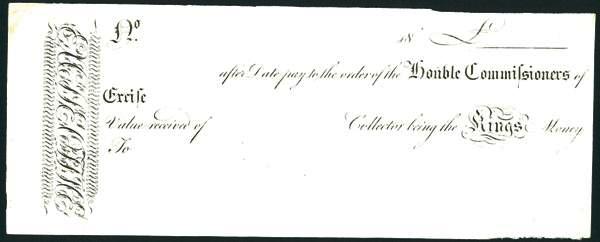 No. 18 £
after Date pay to the order of the Honble Commissioners of
Excise
Value received of Collector being the Kings Money
To